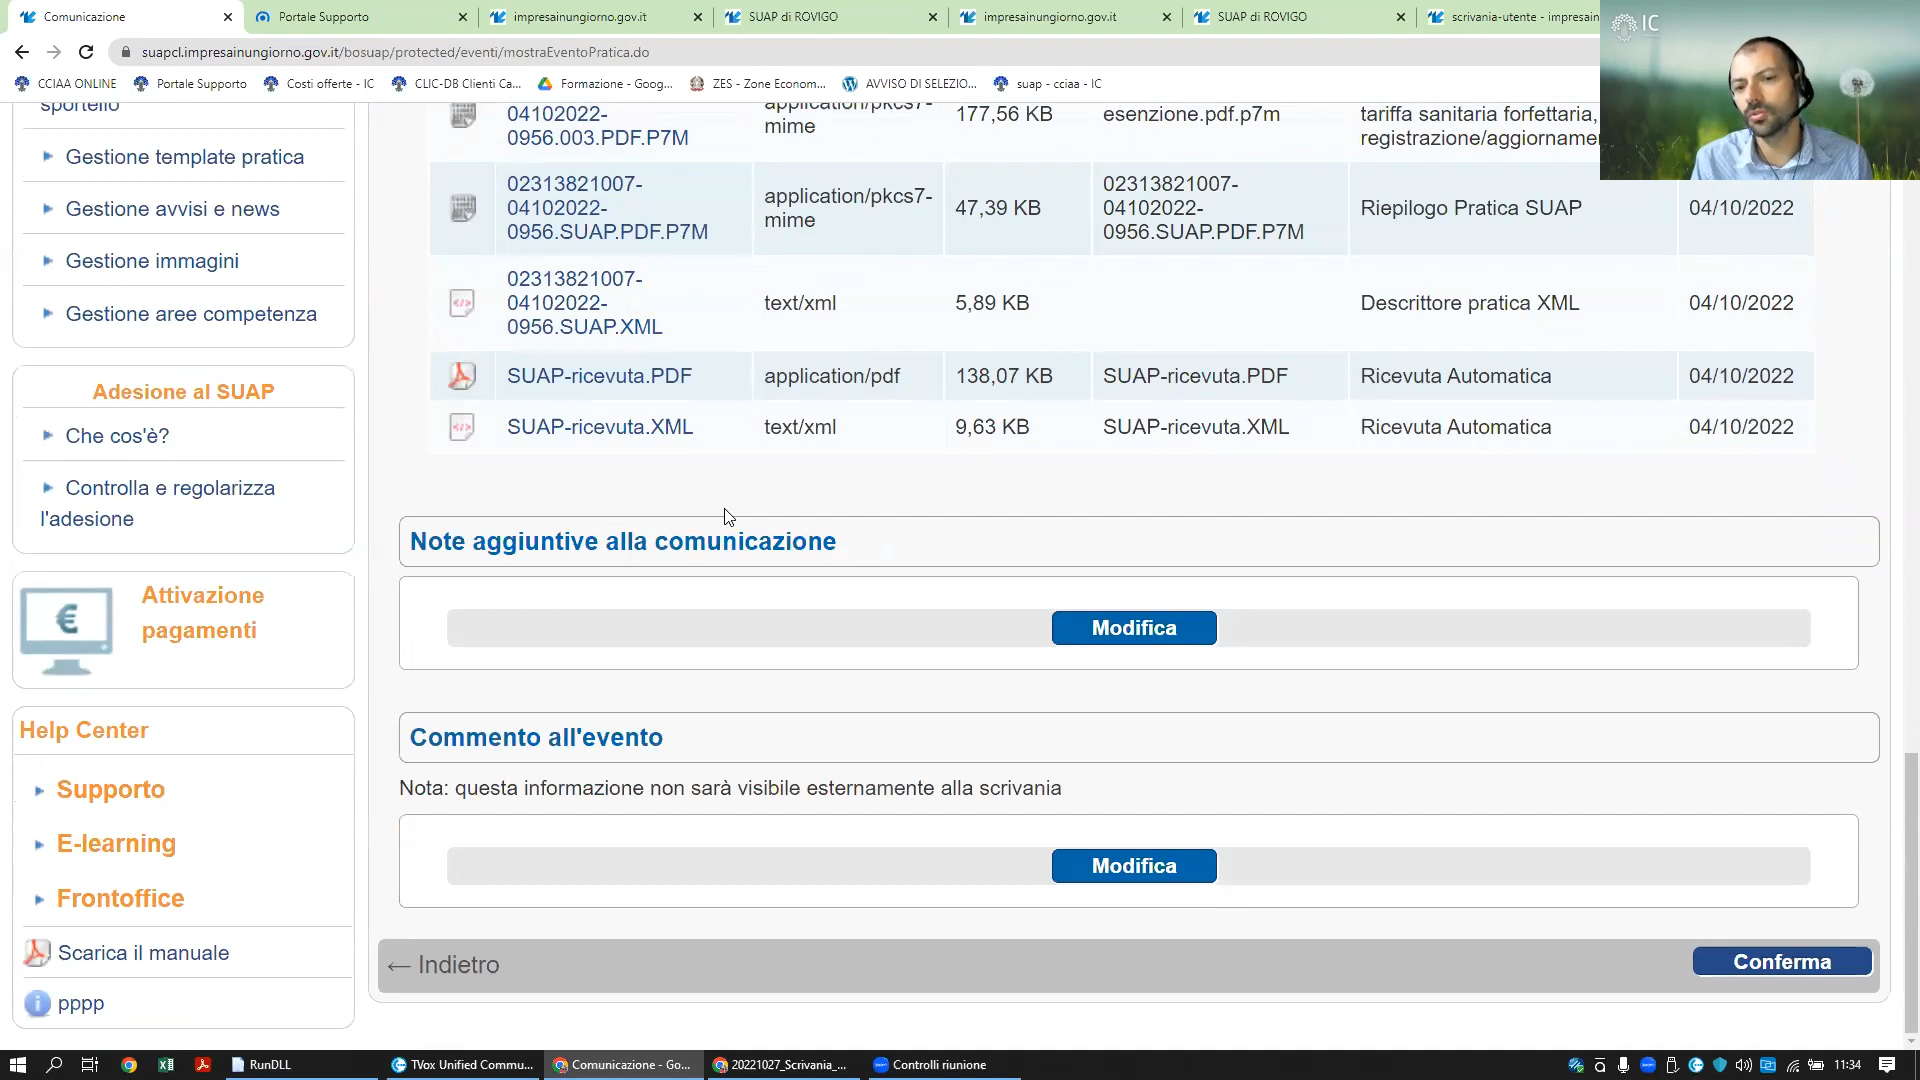 Comunicazione
Portale Supporto
impresainungiorno.gov.it
SUAP di ROVIGO
impresainungiorno.gov.it
SUAP di ROVIGO
scrivania-utente - impresain
suapcl.impresainungiorno.gov.it/bosuap/protected/eventi/mostraEventoPratica.do
CCIAA ONLINE
Portale Supporto
Costi offerte - IC
CLIC-DB Clienti Ca...
Formazione - Goog...
ZES - Zone Econom...
AVVISO DI SELEZIO...
suap - cciaa - IC
IC
sportello
Gestione template pratica
Gestione avvisi e news
Gestione immagini
Gestione aree competenza
Adesione al SUAP
Che cos'è?
Controlla e regolarizza
l'adesione
Attivazione
pagamenti
Help Center
Supporto
E-learning
Frontoffice
Scarica il manuale
pppp
04102022-
0956.003.PDF.P7M
application/pkcs7-
mime
177,56 KB
esenzione.pdf.p7m
tariffa sanitaria forfettaria,
registrazione/aggiorname
02313821007-
04102022-
0956.SUAP.PDF.P7M
application/pkcs7-
mime
47,39 KB
02313821007-
04102022-
0956.SUAP.PDF.P7M
Riepilogo Pratica SUAP
04/10/2022
02313821007-
04102022-
0956.SUAP.XML
text/xml
5,89 KB
Descrittore pratica XML
04/10/2022
SUAP-ricevuta.PDF
application/pdf
138,07 KB
SUAP-ricevuta.PDF
Ricevuta Automatica
04/10/2022
SUAP-ricevuta.XML
text/xml
9,63 KB
SUAP-ricevuta.XML
Ricevuta Automatica
04/10/2022
Note aggiuntive alla comunicazione
Modifica
Commento all'evento
Nota: questa informazione non sarà visibile esternamente alla scrivania
Modifica
← Indietro
Conferma
RunDLL
TVox Unified Commu...
Comunicazione - Go...
20221027_Scrivania_...
Controlli riunione
11:34